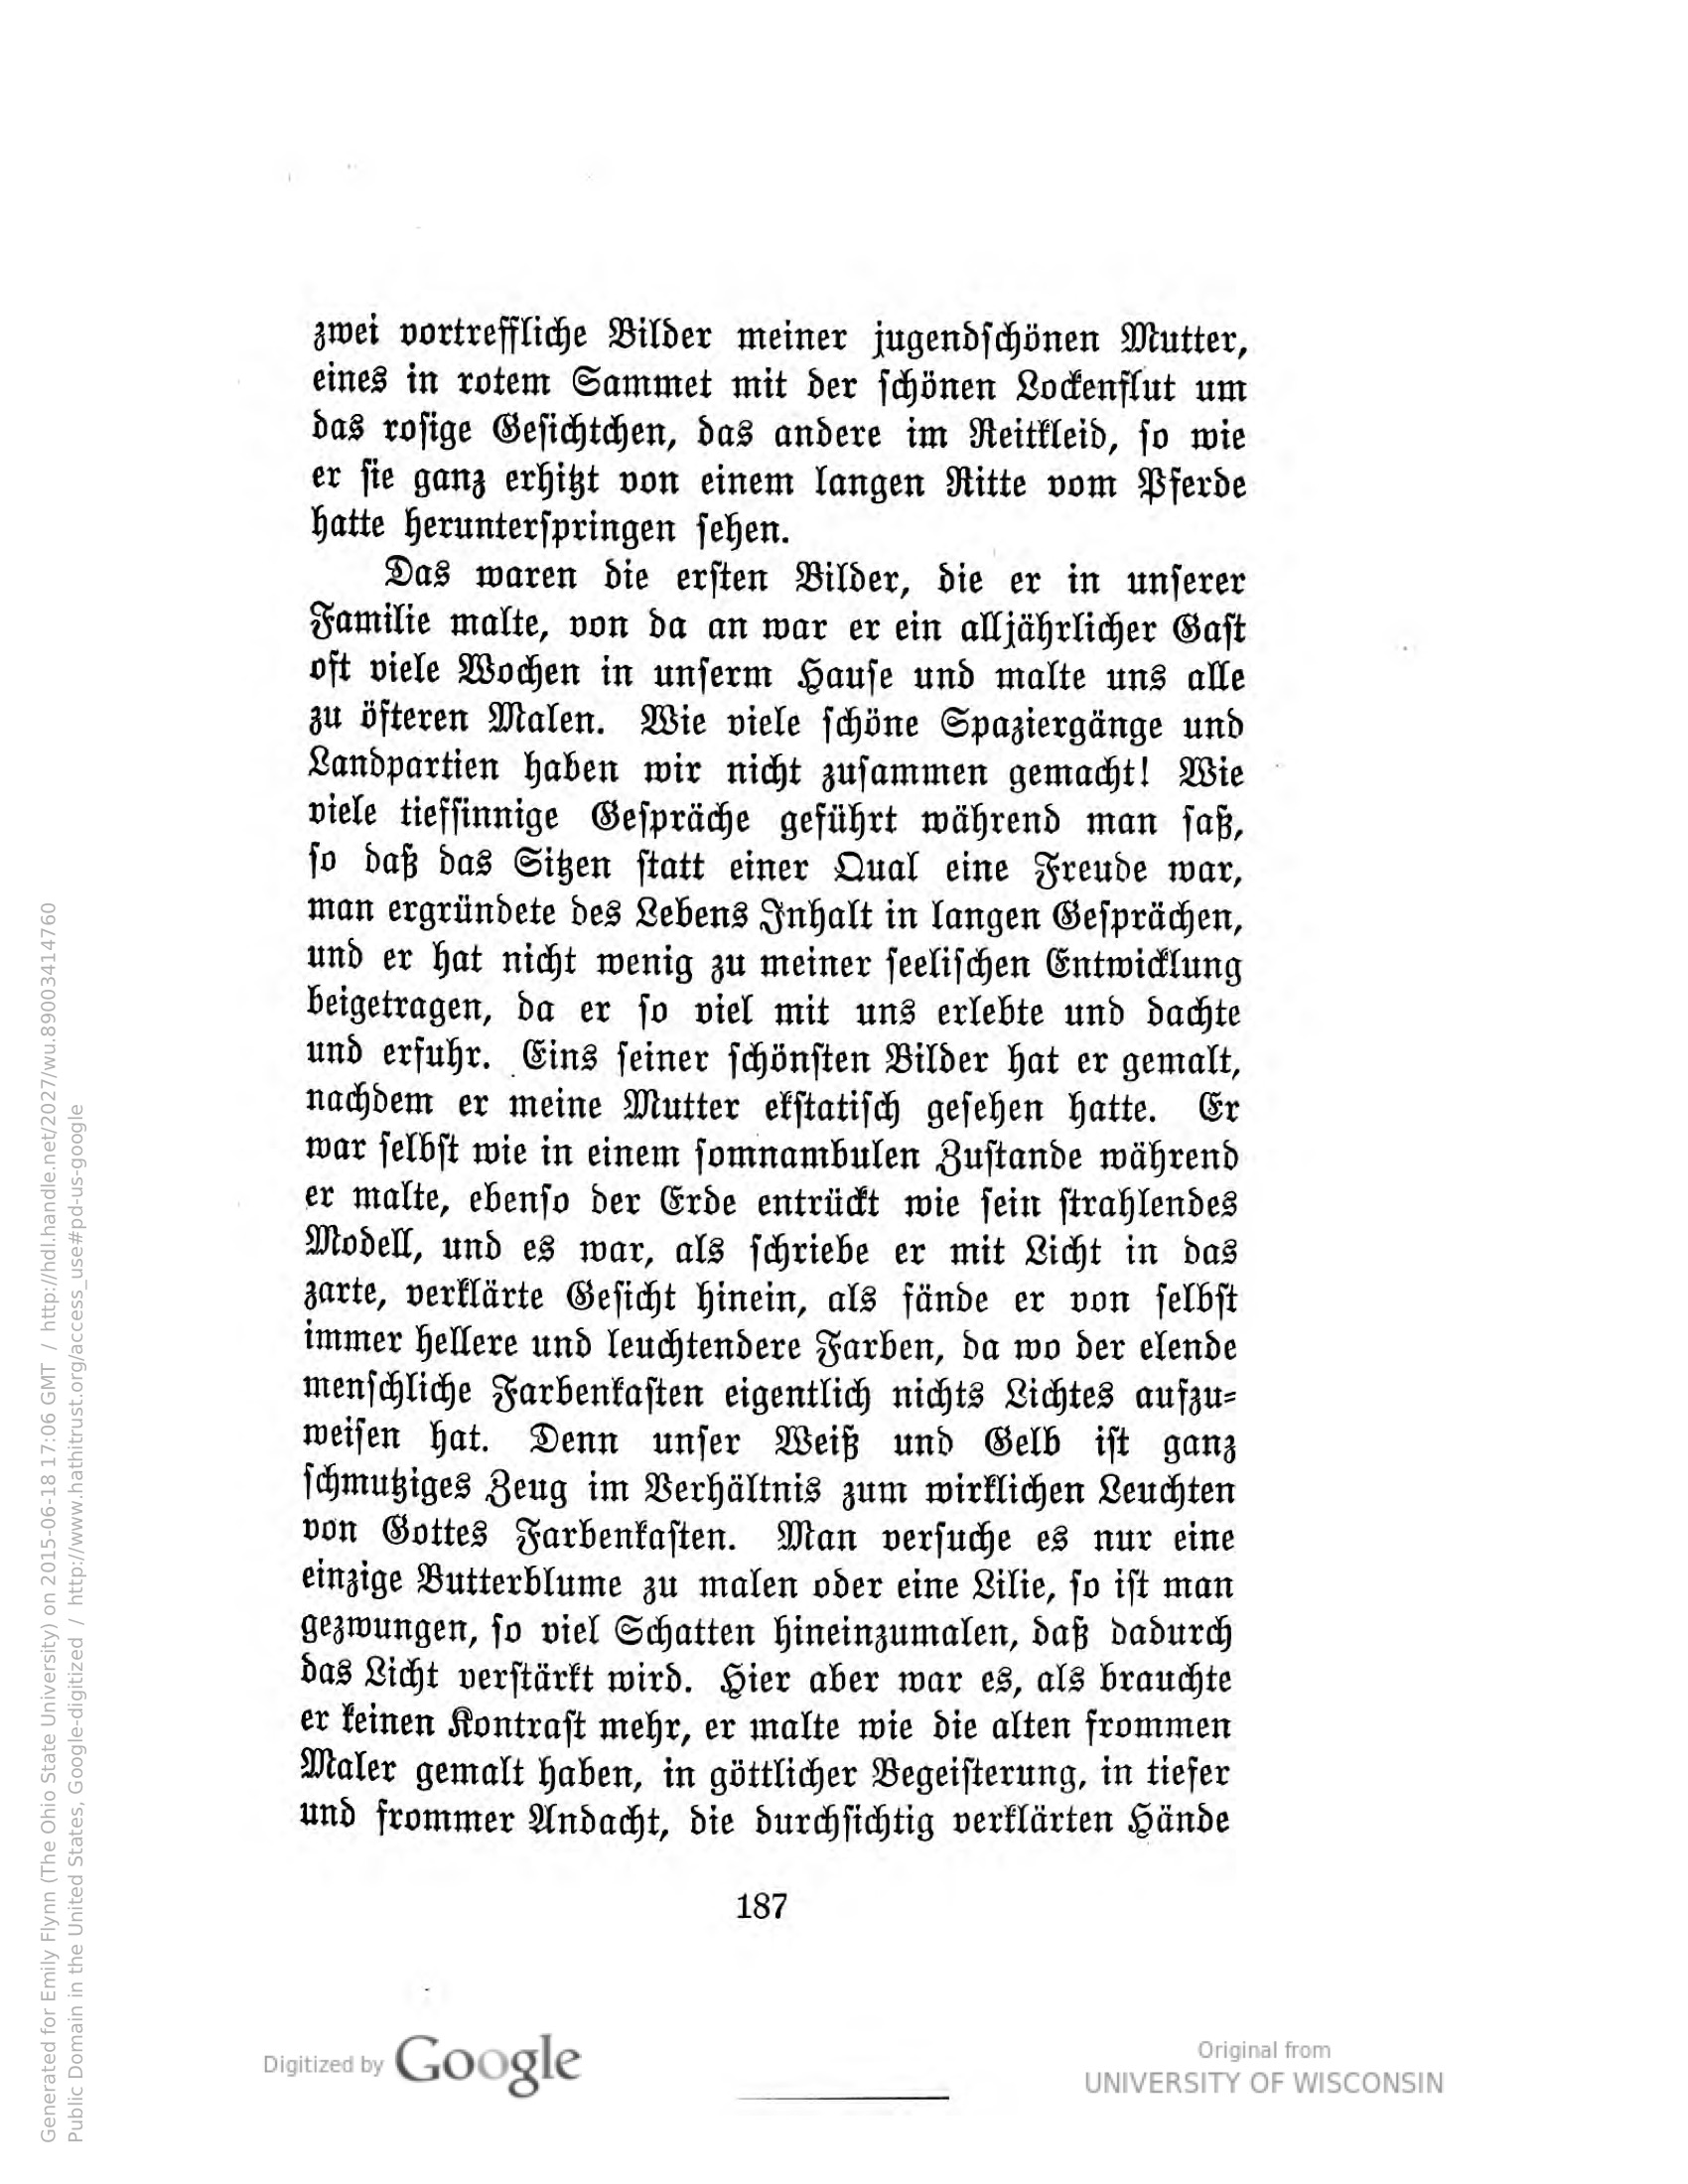 zwei vortreffliche Bilder meiner jugendschönen Mutter,
eines in rotem Sammet mit der schönen Lockenflut um
das rosige Gesichtchen, das andere im Reitkleid, so wie
er sie ganz erhitzt von einem langen Ritte vom Pferde
hatte herunterspringen sehen.
Das waren die ersten Bilder, die er in unserer
Familie malte, von da an war er ein alljährlicher Gast
oft viele Wochen in unserm Hause und malte uns alle
zu öfteren Malen. Wie viele schöne Spaziergänge und
Landpartien haben wir nicht zusammen gemacht! Wie
viele tiefsinnige Gespräche geführt während man saß,
so daß das Sitzen statt einer Qual eine Freude war,
man ergründete des Lebens Inhalt in langen Gesprächen,
und er hat nicht wenig zu meiner seelischen Entwicklung
beigetragen, da er so viel mit uns erlebte und dachte
und erfuhr. Eins seiner schönsten Bilder hat er gemalt,
nachdem er meine Mutter ekstatisch gesehen hatte. Er
war selbst wie in einem somnambulen Zustande während
er malte, ebenso der Erde entrückt wie sein strahlendes
Modell, und es war, als schriebe er mit Licht in das
zarte, verklärte Gesicht hinein, als fände er von selbst
immer hellere und leuchtendere Farben, da wo der elende
menschliche Farbenkasten eigentlich nichts Lichtes aufzu-
weisen hat. Denn unser Weiß und Gelb ist ganz
schmutziges Zeug im Verhältnis zum wirklichen Leuchten
von Gottes Farbenkasten. Man versuche es nur eine
einzige Butterblume zu malen oder eine Lilie, so ist man
gezwungen, so viel Schatten hineinzumalen, daß dadurch
das Licht verstärkt wird. Hier aber war es, als brauchte
er keinen Kontrast mehr, er malte wie die alten frommen
Maler gemalt haben, in göttlicher Begeisterung, in tiefer
und frommer Andacht, die durchsichtig verklärten Hände
187
Digitized by Google
Original from
UNIVERSITY OF WISCONSIN
Generated for Emily Flynn (The Ohio State University) on 2015-06-18 17:06 GMT / http://hdl.handle.net/2027/wu.89003414760
Public Domain in the United States, Google-digitized / http://www.hathitrust.org/access_use#pd-us-google